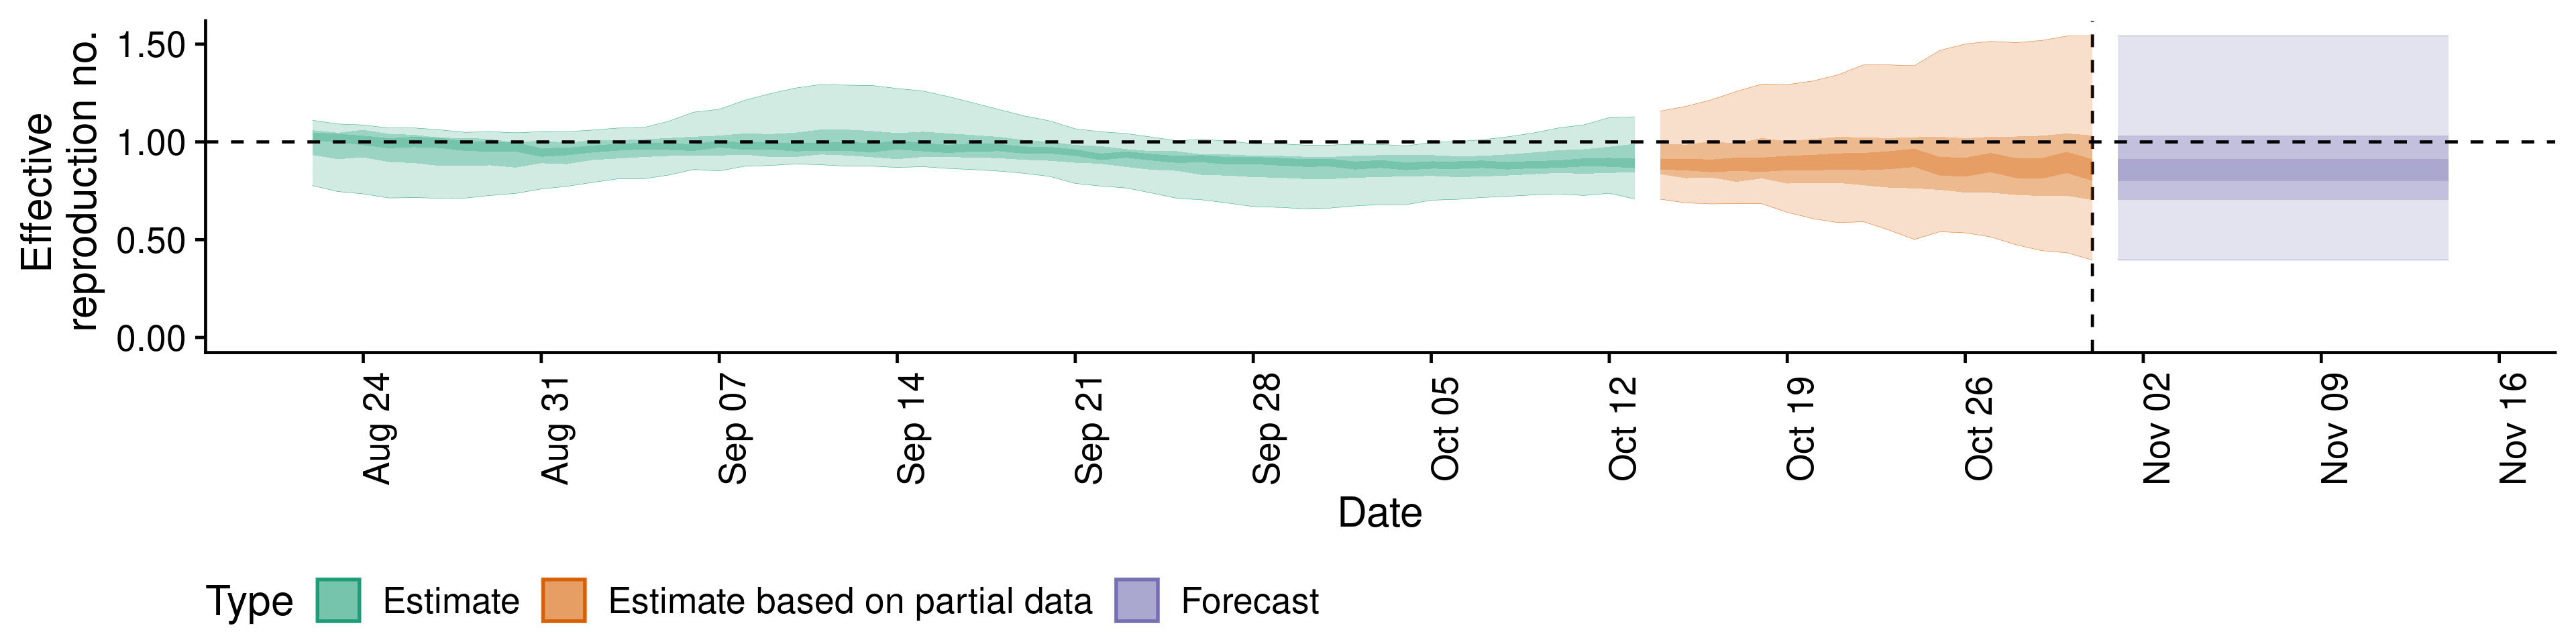 Effective
reproduction no.
1.50
1.00
0.50
0.00
Aug 24
Aug 31
Sep 07
Sep 14
Sep 21
Sep 28
Oct 05
Oct 12
Oct 19
Oct 26
Nov 02
Nov 09
Nov 16
Date
Type Estimate Estimate based on partial data Forecast